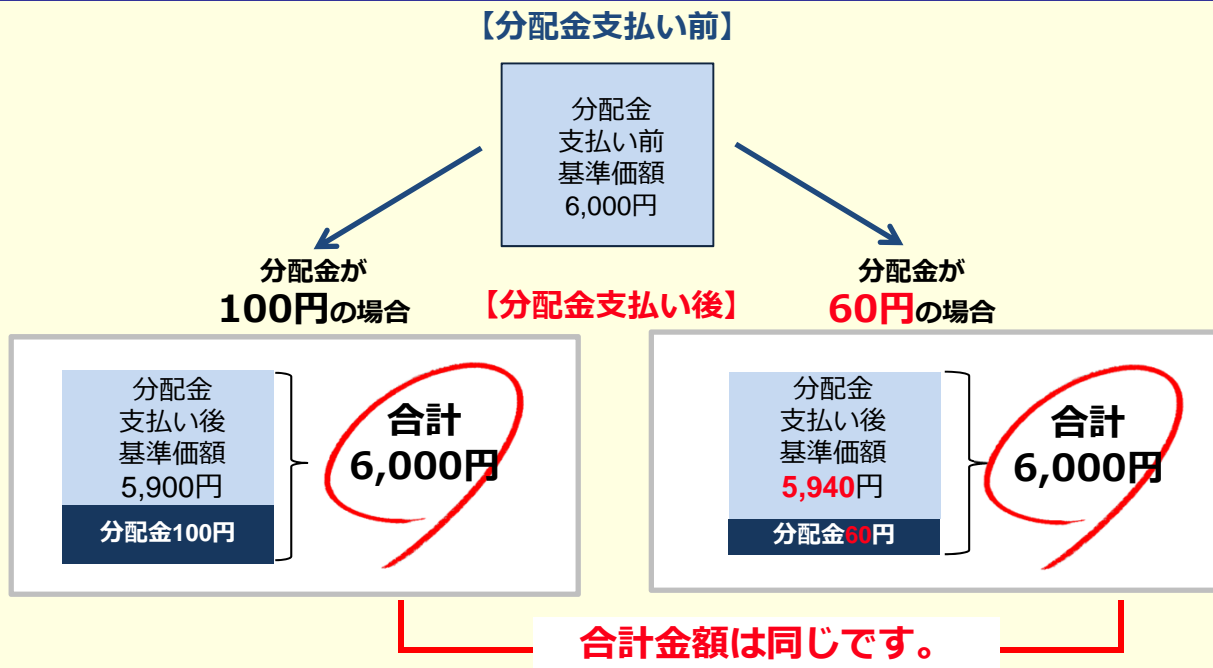 【分配金支払い前】
分配金
支払い前
基準価額
6,000円
分配金が
100円の場合
【分配金支払い後】
分配金が
60円の場合
分配金
支払い後
基準価額
5,900円
分配金100円
合計
6,000円
分配金
支払い後
基準価額
5,940円
分配金60円
合計
6,000円
合計金額は同じです。